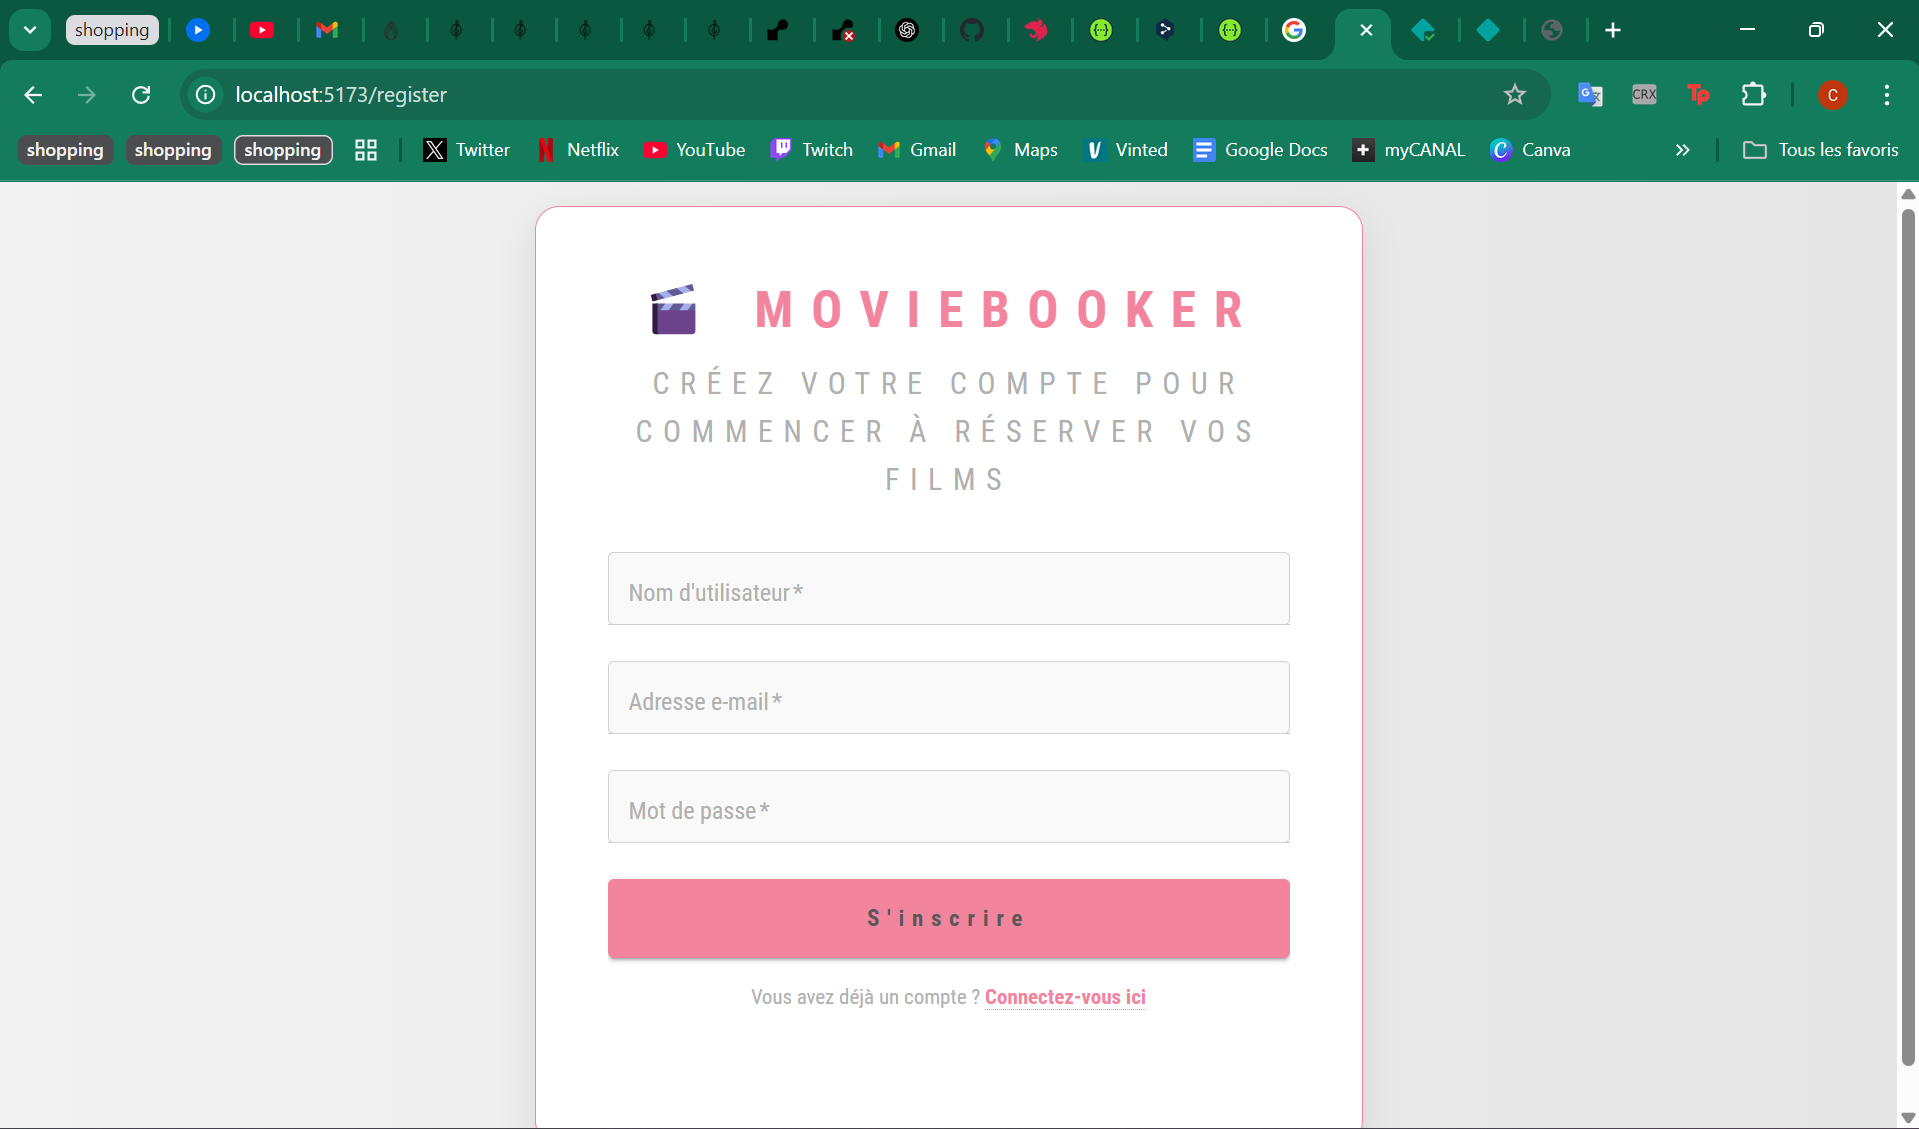 shopping
localhost:5173/register
CRX
Tp
C
shopping shopping shopping Twitter Netflix YouTube Twitch Gmail Maps Vinted Google Docs myCANAL Canva Tous les favoris
MOVIEBOOKER
CRÉEZ VOTRE COMPTE POUR
COMMENCER À RÉSERVER VOS
FILMS
Nom d'utilisateur *
Adresse e-mail *
Mot de passe *
S'inscrire
Vous avez déjà un compte ? Connectez-vous ici